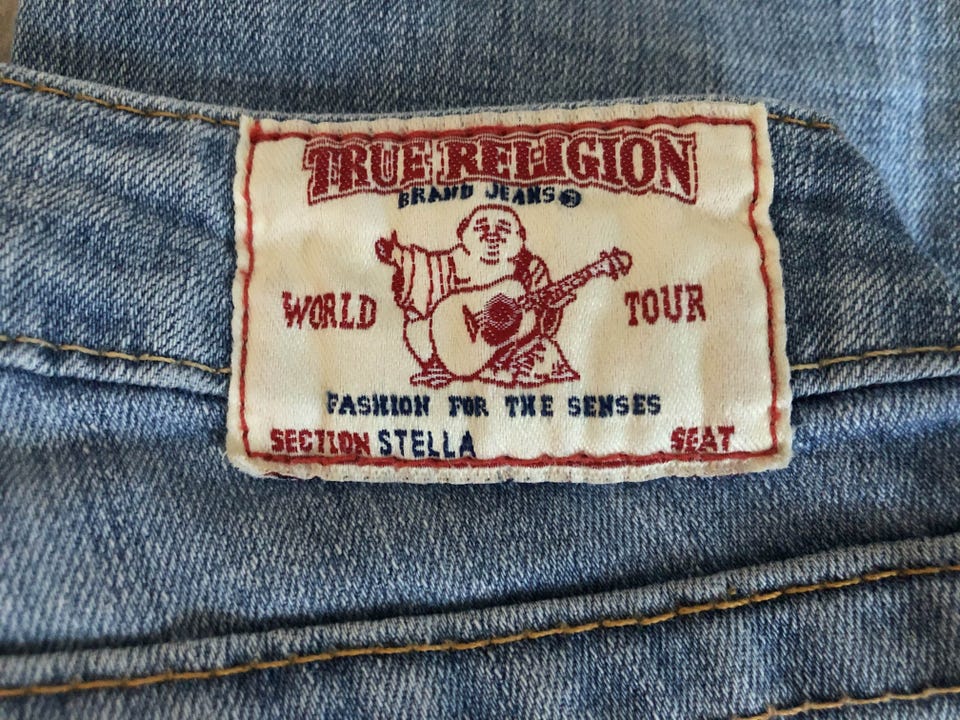 TRUE RELIGION
BRAND JEANS®
WORLD TOUR
FASHION FOR THE SENSES
SECTION STELLA SEAT